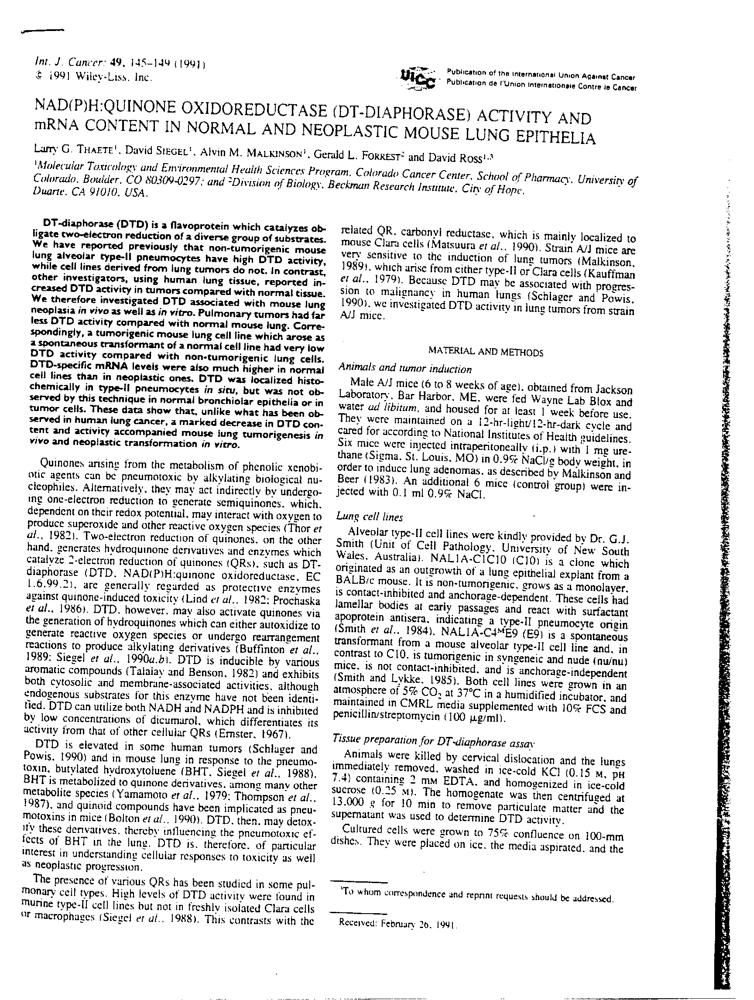 Int. J. Cancer: 49, 145–149 (1991)
© 1991 Wiley-Liss, Inc.
UICC
Publication of the International Union Against Cancer
Publication de l'Union Internationale Contre le Cancer
NAD(P)H:QUINONE OXIDOREDUCTASE (DT-DIAPHORASE) ACTIVITY AND
mRNA CONTENT IN NORMAL AND NEOPLASTIC MOUSE LUNG EPITHELIA
Larry G. THAETE¹, David SIEGEL¹, Alvin M. MALKINSON¹, Gerald L. FORREST² and David ROSS¹,³
¹Molecular Toxicology and Environmental Health Sciences Program, Colorado Cancer Center, School of Pharmacy, University of
Colorado, Boulder, CO 80309-0297; and ²Division of Biology, Beckman Research Institute, City of Hope,
Duarte, CA 91010, USA.
DT-diaphorase (DTD) is a flavoprotein which catalyzes ob-
ligate two-electron reduction of a diverse group of substrates.
We have reported previously that non-tumorigenic mouse
lung alveolar type-II pneumocytes have high DTD activity,
while cell lines derived from lung tumors do not. In contrast,
other investigators, using human lung tissue, reported in-
creased DTD activity in tumors compared with normal tissue.
We therefore investigated DTD associated with mouse lung
neoplasia in vivo as well as in vitro. Pulmonary tumors had far
less DTD activity compared with normal mouse lung. Corre-
spondingly, a tumorigenic mouse lung cell line which arose as
a spontaneous transformant of a normal cell line had very low
DTD activity compared with non-tumorigenic lung cells.
DTD-specific mRNA levels were also much higher in normal
cell lines than in neoplastic ones. DTD was localized histo-
chemically in type-II pneumocytes in situ, but was not ob-
served by this technique in normal bronchiolar epithelia or in
tumor cells. These data show that, unlike what has been ob-
served in human lung cancer, a marked decrease in DTD con-
tent and activity accompanied mouse lung tumorigenesis in
vivo and neoplastic transformation in vitro.
Quinones arising from the metabolism of phenolic xenobi-
otic agents can be pneumotoxic by alkylating biological nu-
cleophiles. Alternatively, they may act indirectly by undergo-
ing one-electron reduction to generate semiquinones, which,
dependent on their redox potential, may interact with oxygen to
produce superoxide and other reactive oxygen species (Thor et
al., 1982). Two-electron reduction of quinones, on the other
hand, generates hydroquinone derivatives and enzymes which
catalyze 2-electron reduction of quinones (QRs), such as DT-
diaphorase (DTD, NAD(P)H:quinone oxidoreductase, EC
1.6.99.2), are generally regarded as protective enzymes
against quinone-induced toxicity (Lind et al., 1982; Prochaska
et al., 1986). DTD, however, may also activate quinones via
the generation of hydroquinones which can either autoxidize to
generate reactive oxygen species or undergo rearrangement
reactions to produce alkylating derivatives (Buffinton et al.,
1989; Siegel et al., 1990a,b). DTD is inducible by various
aromatic compounds (Talalay and Benson, 1982) and exhibits
both cytosolic and membrane-associated activities, although
endogenous substrates for this enzyme have not been identi-
fied. DTD can utilize both NADH and NADPH and is inhibited
by low concentrations of dicumarol, which differentiates its
activity from that of other cellular QRs (Ernster, 1967).
DTD is elevated in some human tumors (Schlager and
Powis, 1990) and in mouse lung in response to the pneumo-
toxin, butylated hydroxytoluene (BHT, Siegel et al., 1988).
BHT is metabolized to quinone derivatives, among many other
metabolite species (Yamamoto et al., 1979; Thompson et al.,
1987), and quinoid compounds have been implicated as pneu-
motoxins in mice (Bolton et al., 1990). DTD, then, may detox-
ify these derivatives, thereby influencing the pneumotoxic ef-
fects of BHT in the lung. DTD is, therefore, of particular
interest in understanding cellular responses to toxicity as well
as neoplastic progression.
The presence of various QRs has been studied in some pul-
monary cell types. High levels of DTD activity were found in
murine type-II cell lines but not in freshly isolated Clara cells
or macrophages (Siegel et al., 1988). This contrasts with the
related QR, carbonyl reductase, which is mainly localized to
mouse Clara cells (Matsuura et al., 1990). Strain A/J mice are
very sensitive to the induction of lung tumors (Malkinson,
1989), which arise from either type-II or Clara cells (Kauffman
et al., 1979). Because DTD may be associated with progres-
sion to malignancy in human lungs (Schlager and Powis,
1990), we investigated DTD activity in lung tumors from strain
A/J mice.
MATERIAL AND METHODS
Animals and tumor induction
Male A/J mice (6 to 8 weeks of age), obtained from Jackson
Laboratory, Bar Harbor, ME, were fed Wayne Lab Blox and
water ad libitum, and housed for at least 1 week before use.
They were maintained on a 12-hr-light/12-hr-dark cycle and
cared for according to National Institutes of Health guidelines.
Six mice were injected intraperitoneally (i.p.) with 1 mg ure-
thane (Sigma, St. Louis, MO) in 0.9% NaCl/g body weight, in
order to induce lung adenomas, as described by Malkinson and
Beer (1983). An additional 6 mice (control group) were in-
jected with 0.1 ml 0.9% NaCl.
Lung cell lines
Alveolar type-II cell lines were kindly provided by Dr. G.J.
Smith (Unit of Cell Pathology, University of New South
Wales, Australia). NAL1A-C1C10 (C10) is a clone which
originated as an outgrowth of a lung epithelial explant from a
BALB/c mouse. It is non-tumorigenic, grows as a monolayer,
is contact-inhibited and anchorage-dependent. These cells had
lamellar bodies at early passages and react with surfactant
apoprotein antisera, indicating a type-II pneumocyte origin
(Smith et al., 1984). NAL1A-C4ᴹE9 (E9) is a spontaneous
transformant from a mouse alveolar type-II cell line and, in
contrast to C10, is tumorigenic in syngeneic and nude (nu/nu)
mice, is not contact-inhibited, and is anchorage-independent
(Smith and Lykke, 1985). Both cell lines were grown in an
atmosphere of 5% CO₂ at 37°C in a humidified incubator, and
maintained in CMRL media supplemented with 10% FCS and
penicillin/streptomycin (100 μg/ml).
Tissue preparation for DT-diaphorase assay
Animals were killed by cervical dislocation and the lungs
immediately removed, washed in ice-cold KCl (0.15 M, pH
7.4) containing 2 mM EDTA, and homogenized in ice-cold
sucrose (0.25 M). The homogenate was then centrifuged at
13,000 g for 10 min to remove particulate matter and the
supernatant was used to determine DTD activity.
Cultured cells were grown to 75% confluence on 100-mm
dishes. They were placed on ice, the media aspirated, and the
³To whom correspondence and reprint requests should be addressed.
Received: February 26, 1991.